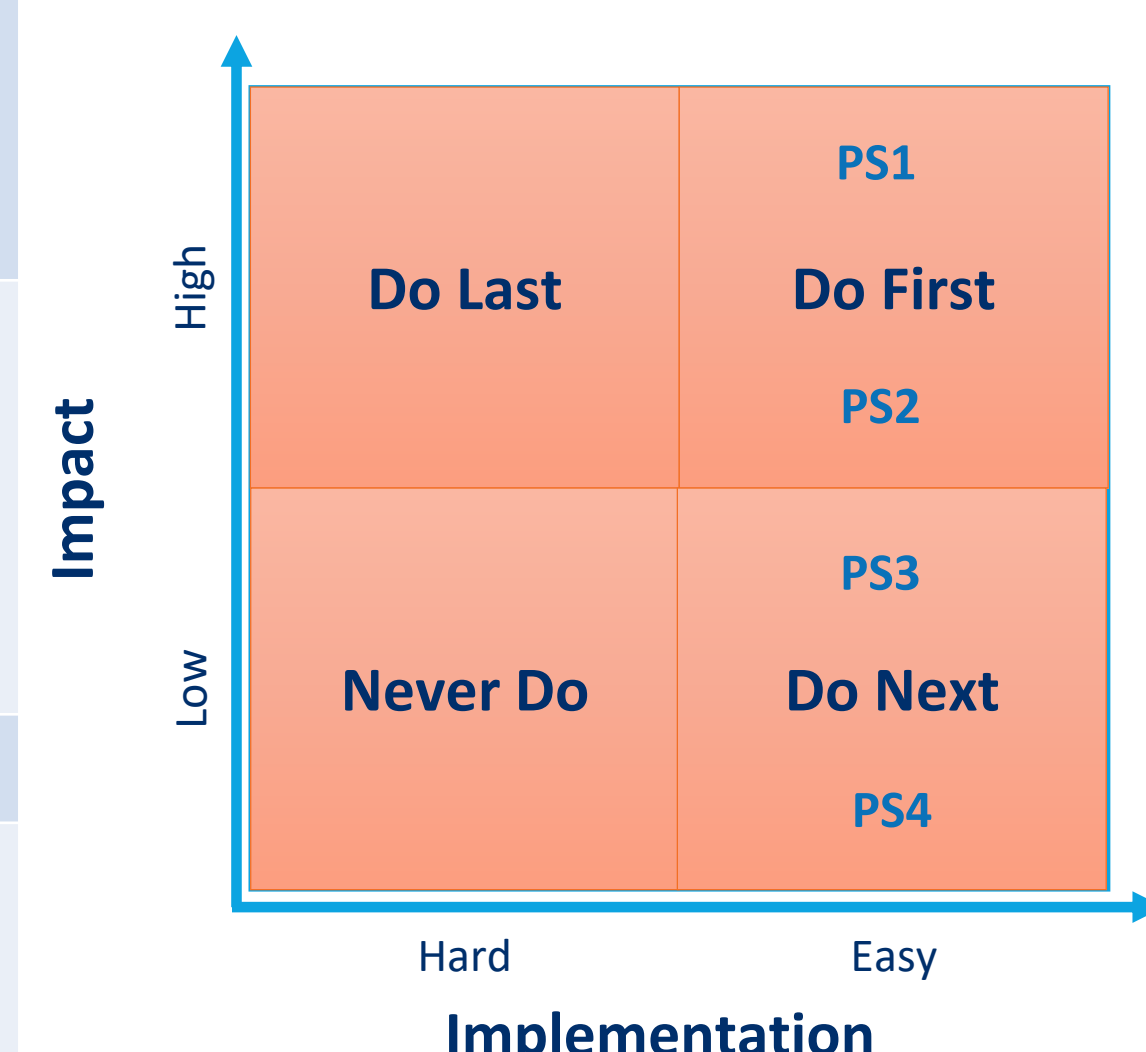 Impact
High
Low
Do Last
Do First
PS1
PS2
Never Do
Do Next
PS3
PS4
Hard
Easy
Implementation